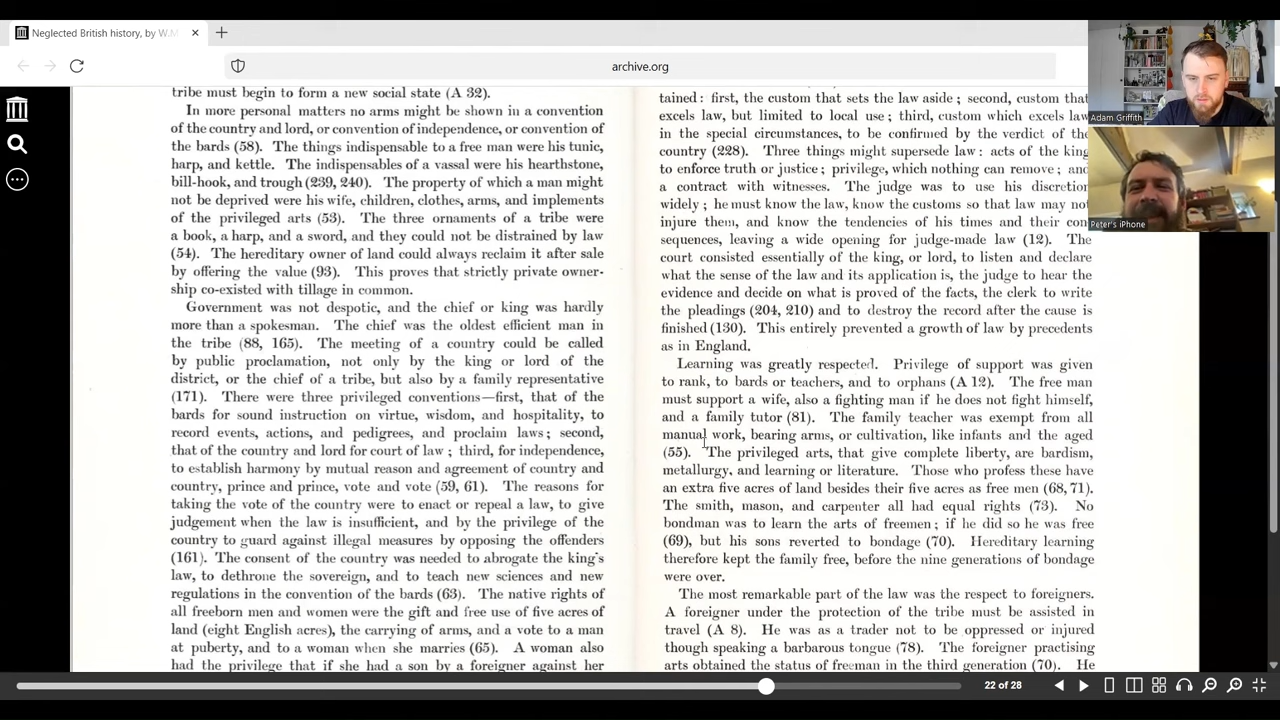 Neglected British history, by W.M
archive.org
Adam Griffith
Peter's iPhone
tribe must begin to form a new social state (A 32).
In more personal matters no arms might be shown in a convention
of the country and lord, or convention of independence, or convention of
the bards (58). The things indispensable to a free man were his tunic,
harp, and kettle. The indispensables of a vassal were his hearthstone,
bill-hook, and trough (239, 240). The property of which a man might
not be deprived were his wife, children, clothes, arms, and implements
of the privileged arts (53). The three ornaments of a tribe were
a book, a harp, and a sword, and they could not be distrained by law
(54). The hereditary owner of land could always reclaim it after sale
by offering the value (93). This proves that strictly private owner-
ship co-existed with tillage in common.
Government was not despotic, and the chief or king was hardly
more than a spokesman. The chief was the oldest efficient man in
the tribe (88, 165). The meeting of a country could be called
by public proclamation, not only by the king or lord of the
district, or the chief of a tribe, but also by a family representative
(171). There were three privileged conventions—first, that of the
bards for sound instruction on virtue, wisdom, and hospitality, to
record events, actions, and pedigrees, and proclaim laws; second,
that of the country and lord for court of law; third, for independence,
to establish harmony by mutual reason and agreement of country and
country, prince and prince, vote and vote (59, 61). The reasons for
taking the vote of the country were to enact or repeal a law, to give
judgement when the law is insufficient, and by the privilege of the
country to guard against illegal measures by opposing the offenders
(161). The consent of the country was needed to abrogate the king's
law, to dethrone the sovereign, and to teach new sciences and new
regulations in the convention of the bards (63). The native rights of
all freeborn men and women were the gift and free use of five acres of
land (eight English acres), the carrying of arms, and a vote to a man
at puberty, and to a woman when she marries (65). A woman also
had the privilege that if she had a son by a foreigner against her
tained: first, the custom that sets the law aside; second, custom that
excels law, but limited to local use; third, custom which excels law
in the special circumstances, to be confirmed by the verdict of the
country (228). Three things might supersede law: acts of the king
to enforce truth or justice; privilege, which nothing can remove; and
a contract with witnesses. The judge was to use his discretion
widely; he must know the law, know the customs so that law may not
injure them, and know the tendencies of his times and their con
sequences, leaving a wide opening for judge-made law (12). The
court consisted essentially of the king, or lord, to listen and declare
what the sense of the law and its application is, the judge to hear the
evidence and decide on what is proved of the facts, the clerk to write
the pleadings (204, 210) and to destroy the record after the cause is
finished (130). This entirely prevented a growth of law by precedents
as in England.
Learning was greatly respected. Privilege of support was given
to rank, to bards or teachers, and to orphans (A 12). The free man
must support a wife, also a fighting man if he does not fight himself,
and a family tutor (81). The family teacher was exempt from all
manual work, bearing arms, or cultivation, like infants and the aged
(55). The privileged arts, that give complete liberty, are bardism,
metallurgy, and learning or literature. Those who profess these have
an extra five acres of land besides their five acres as free men (68, 71).
The smith, mason, and carpenter all had equal rights (73). No
bondman was to learn the arts of freemen; if he did so he was free
(69), but his sons reverted to bondage (70). Hereditary learning
therefore kept the family free, before the nine generations of bondage
were over.
The most remarkable part of the law was the respect to foreigners.
A foreigner under the protection of the tribe must be assisted in
travel (A 8). He was as a trader not to be oppressed or injured
though speaking a barbarous tongue (78). The foreigner practising
arts obtained the status of freeman in the third generation (70). He
22 of 28